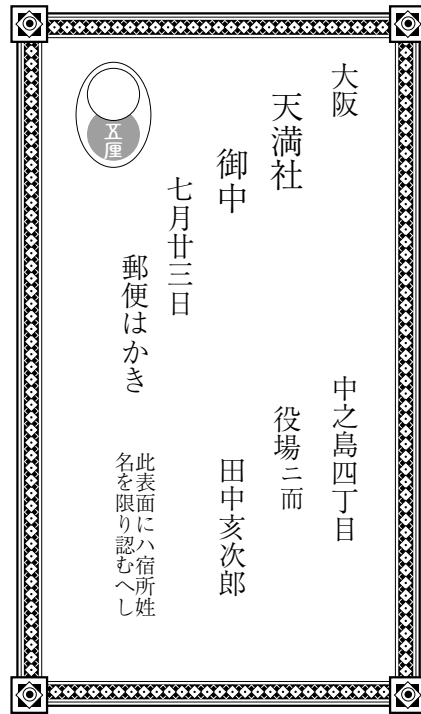 大阪
中之島四丁目
天満社
役場ニ而
御中
田中亥次郎
七月廿三日
郵便はかき
此表面にハ宿所姓
名を限り認むへし
五厘